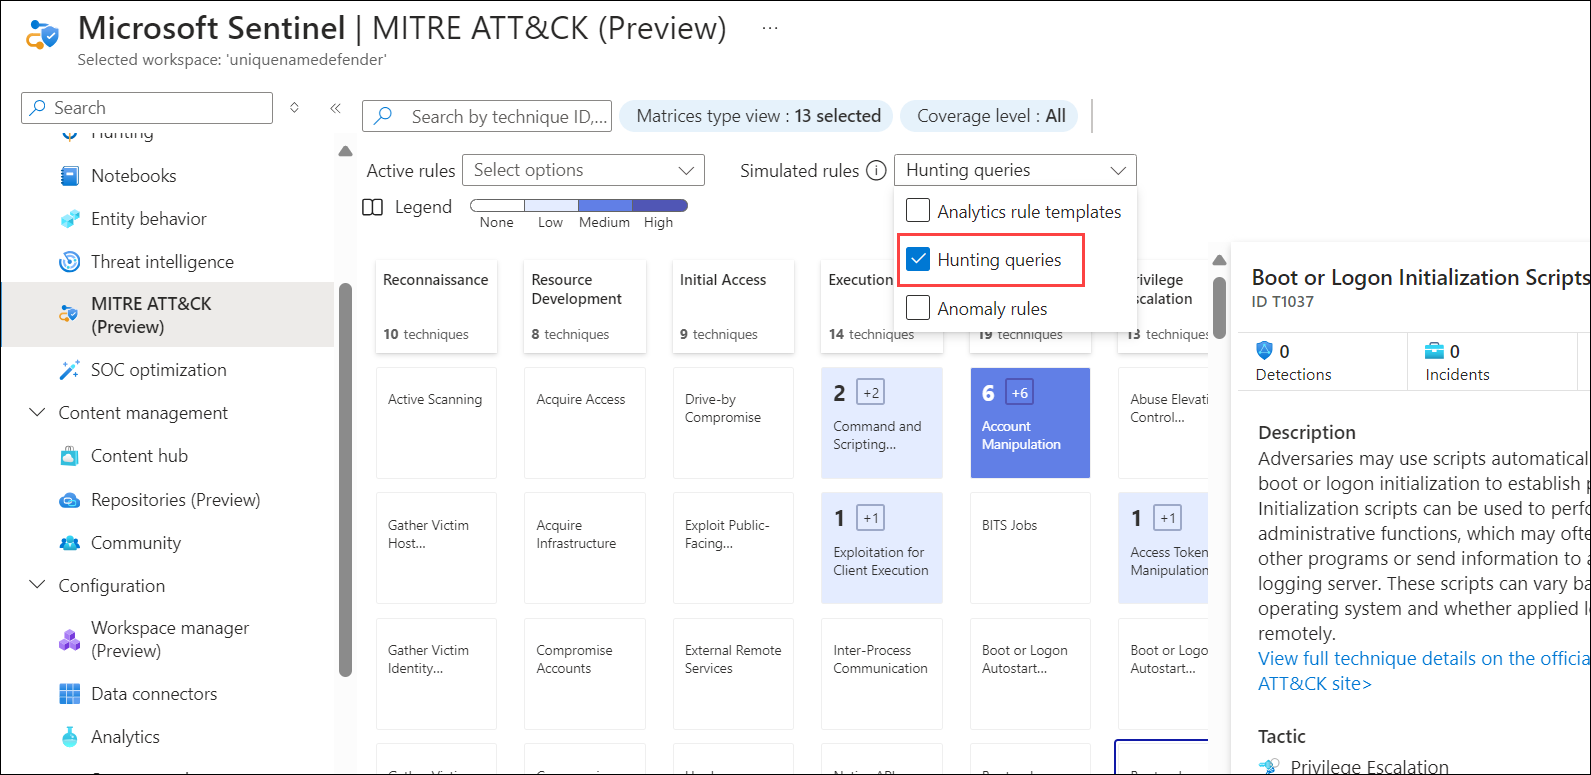 Microsoft Sentinel | MITRE ATT&CK (Preview) ...
Selected workspace: 'uniquenamedefender'
Search
Hunting
Notebooks
Entity behavior
Threat intelligence
MITRE ATT&CK
(Preview)
SOC optimization
Content management
Content hub
Repositories (Preview)
Community
Configuration
Workspace manager
(Preview)
Data connectors
Analytics
Search by technique ID,...
Matrices type view : 13 selected
Coverage level : All
Active rules
Select options
Simulated rules
Hunting queries
Analytics rule templates
Hunting queries
Anomaly rules
Legend
None
Low
Medium
High
Reconnaissance
10 techniques
Resource
Development
8 techniques
Initial Access
9 techniques
Execution
14 techniques
19 techniques
rivilege
scalation
13 techniques
Active Scanning
Acquire Access
Drive-by
Compromise
2 +2
Command and
Scripting...
6 +6
Account
Manipulation
Abuse Elevati
Control...
Gather Victim
Host...
Acquire
Infrastructure
Exploit Public-
Facing...
1 +1
Exploitation for
Client Execution
BITS Jobs
1 +1
Access Token
Manipulation
Gather Victim
Identity...
Compromise
Accounts
External Remote
Services
Inter-Process
Communication
Boot or Logon
Autostart...
Boot or Logo
Autostart...
Gather Victim
Boot or Logon Initialization Scripts
ID T1037
0
Detections
0
Incidents
Description
Adversaries may use scripts automatical
boot or logon initialization to establish p
Initialization scripts can be used to perfo
administrative functions, which may ofte
other programs or send information to a
logging server. These scripts can vary ba
operating system and whether applied l
remotely.
View full technique details on the officia
ATT&CK site>
Tactic
Privilege Escalation